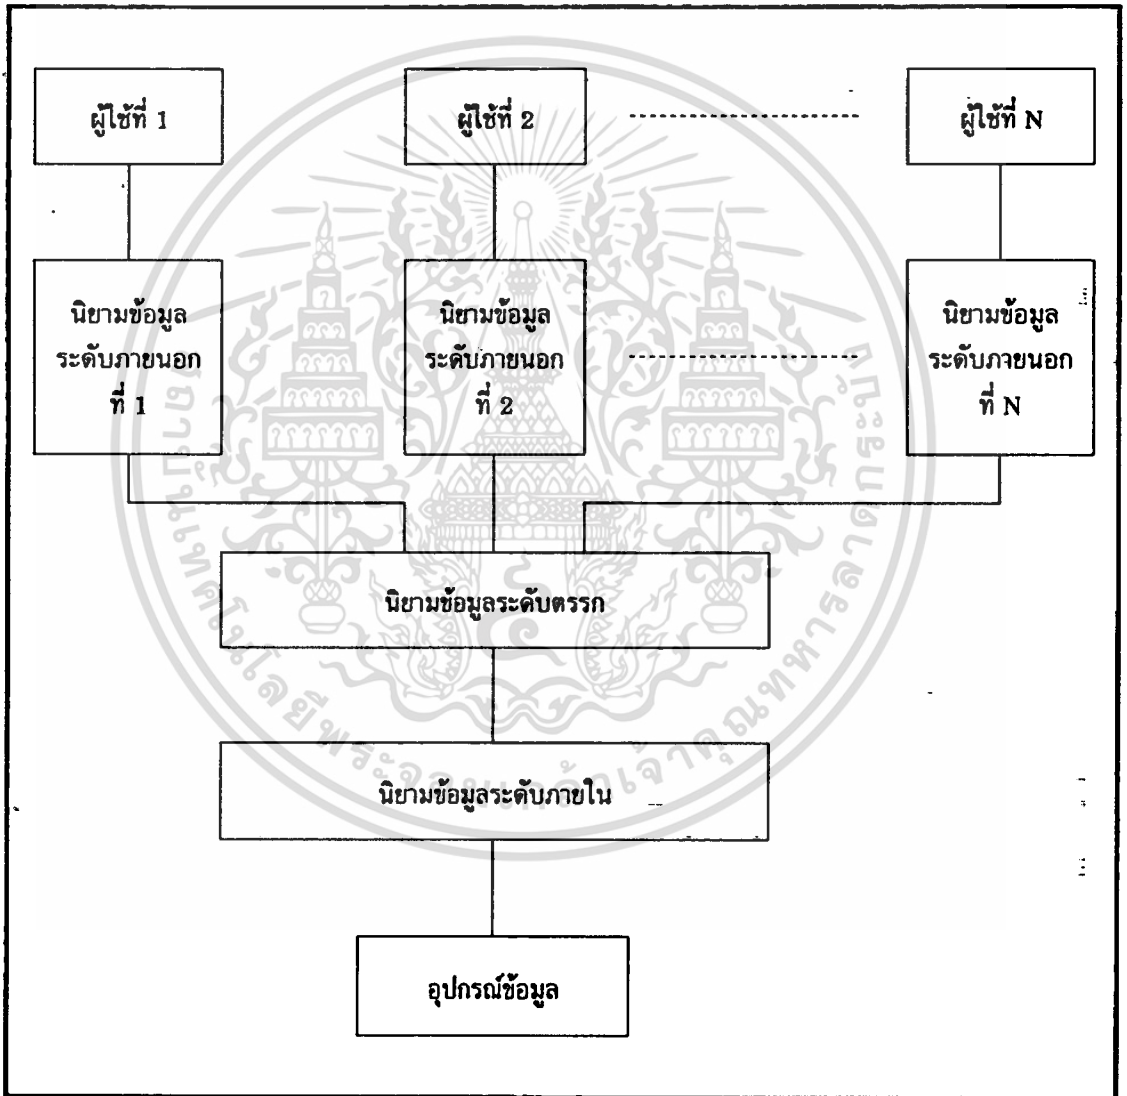 ผู้ใช้ที่ 1
ผู้ใช้ที่ 2
ผู้ใช้ที่ N
นิยามข้อมูล
ระดับภายนอก
ที่ 1
นิยามข้อมูล
ระดับภายนอก
ที่ 2
นิยามข้อมูล
ระดับภายนอก
ที่ N
นิยามข้อมูลระดับตรรก
นิยามข้อมูลระดับภายใน
อุปกรณ์ข้อมูล